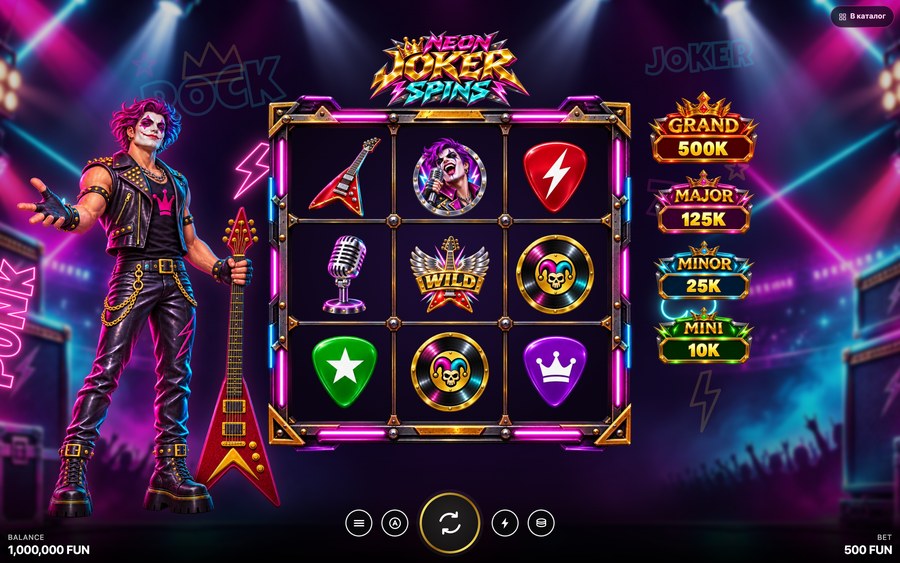 В каталог
NEON
JOKER
SPINS
ROCK
JOKER
GRAND
500K
MAJOR
125K
MINOR
25K
MINI
10K
WILD
PUNK
BALANCE
1,000,000 FUN
BET
500 FUN